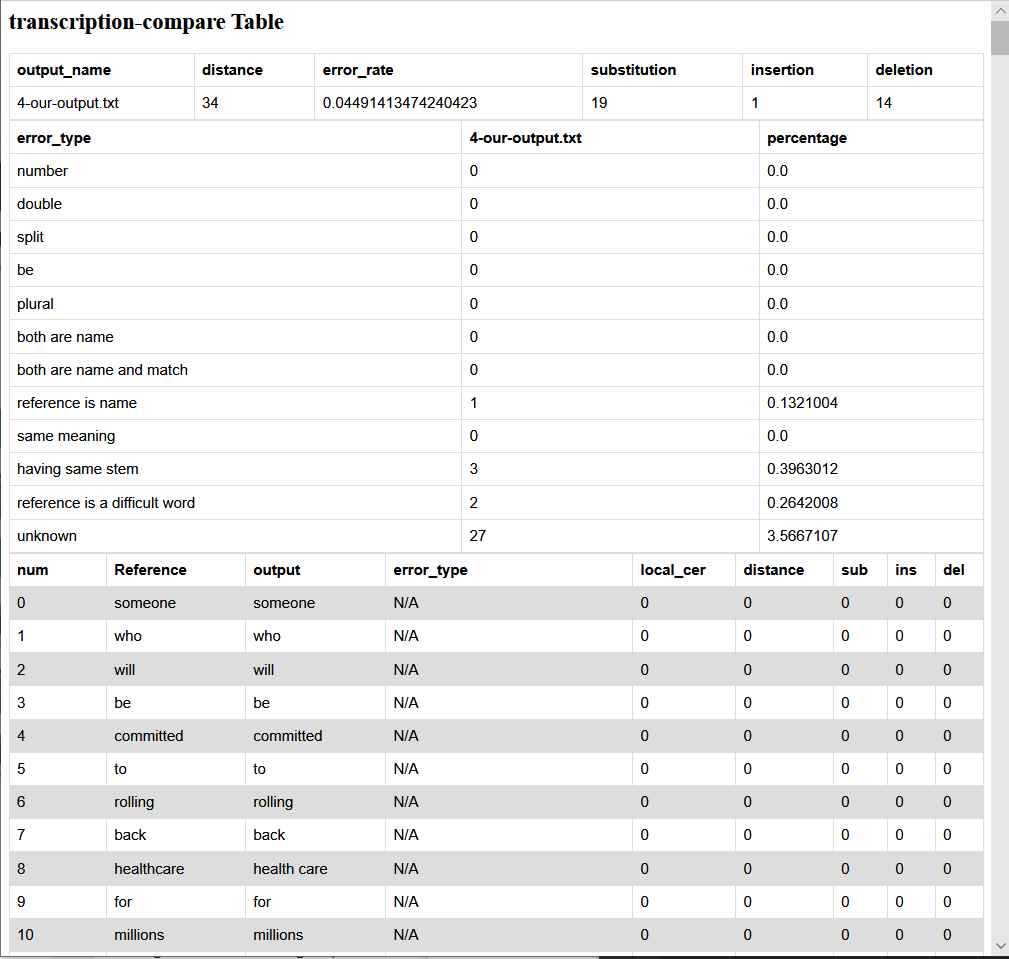 transcription-compare Table
output_name distance error_rate substitution insertion deletion
4-our-output.txt 34 0.04491413474240423 19 1 14
error_type 4-our-output.txt percentage
number 0 0.0
double 0 0.0
split 0 0.0
be 0 0.0
plural 0 0.0
both are name 0 0.0
both are name and match 0 0.0
reference is name 1 0.1321004
same meaning 0 0.0
having same stem 3 0.3963012
reference is a difficult word 2 0.2642008
unknown 27 3.5667107
num Reference output error_type local_cer distance sub ins del
0 someone someone N/A 0 0 0 0 0
1 who who N/A 0 0 0 0 0
2 will will N/A 0 0 0 0 0
3 be be N/A 0 0 0 0 0
4 committed committed N/A 0 0 0 0 0
5 to to N/A 0 0 0 0 0
6 rolling rolling N/A 0 0 0 0 0
7 back back N/A 0 0 0 0 0
8 healthcare health care N/A 0 0 0 0 0
9 for for N/A 0 0 0 0 0
10 millions millions N/A 0 0 0 0 0